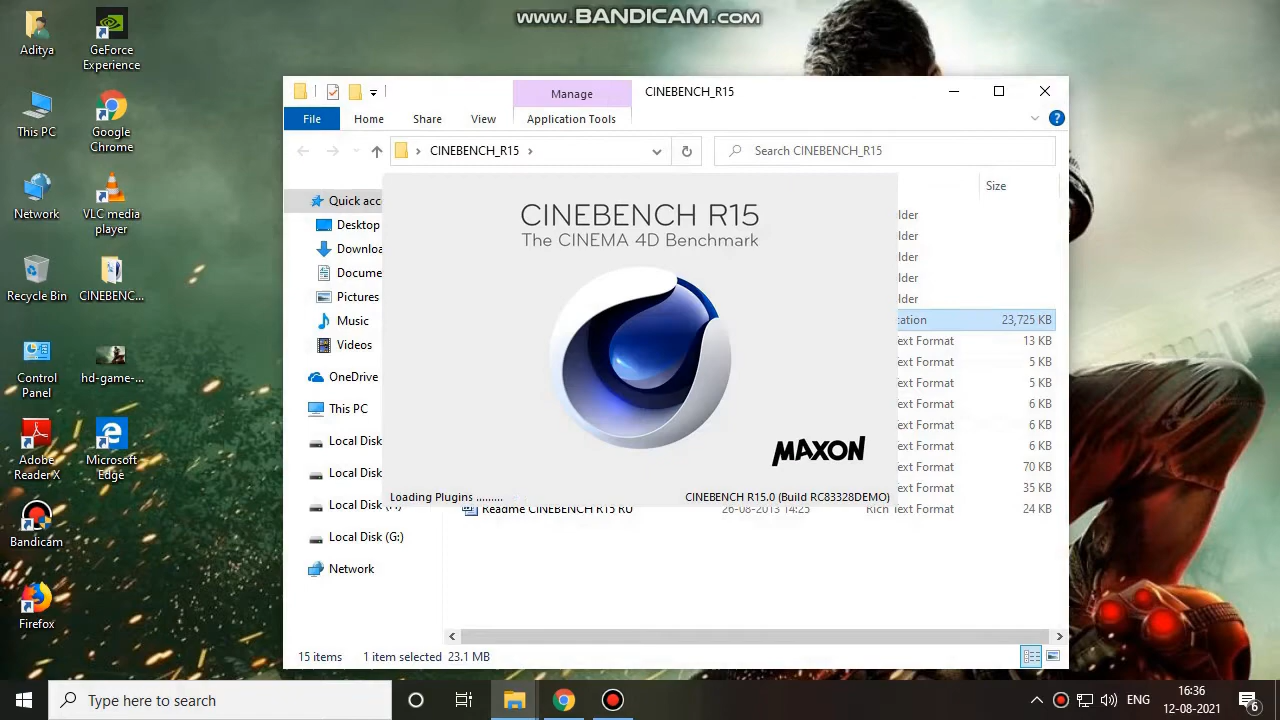 www.BANDICAM.com
Aditya
GeForce
Experience
This PC
Google
Chrome
Network
VLC media
player
Recycle Bin
CINEBENC...
Control
Panel
hd-game-...
Adobe
Reader X
Microsoft
Edge
Bandicam
Firefox
Manage
CINEBENCH_R15
File
Home
Share
View
Application Tools
CINEBENCH_R15
Search CINEBENCH_R15
Quick acc
Desktop
Downlo
Docume
Pictures
Music
Videos
OneDrive
This PC
Local Disk
Local Disk
Local Disk
Local Disk (G:)
Network
CINEBENCH R15
The CINEMA 4D Benchmark
MAXON
Loading Plugins .........
CINEBENCH R15.0 (Build RC83328DEMO)
Size
lder
lder
lder
lder
lder
cation 23,725 KB
ext Format 13 KB
ext Format 5 KB
ext Format 5 KB
ext Format 6 KB
ext Format 6 KB
ext Format 6 KB
ext Format 70 KB
ext Format 35 KB
Readme CINEBENCH R15 RU 26-08-2013 14:25 Rich Text Format 24 KB
15 items 1 item selected 23.1 MB
Type here to search
ENG
16:36
12-08-2021
6